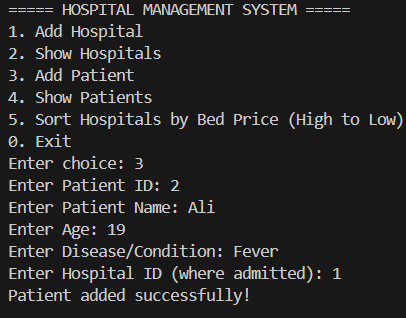 ===== HOSPITAL MANAGEMENT SYSTEM =====
1. Add Hospital
2. Show Hospitals
3. Add Patient
4. Show Patients
5. Sort Hospitals by Bed Price (High to Low)
0. Exit
Enter choice: 3
Enter Patient ID: 2
Enter Patient Name: Ali
Enter Age: 19
Enter Disease/Condition: Fever
Enter Hospital ID (where admitted): 1
Patient added successfully!